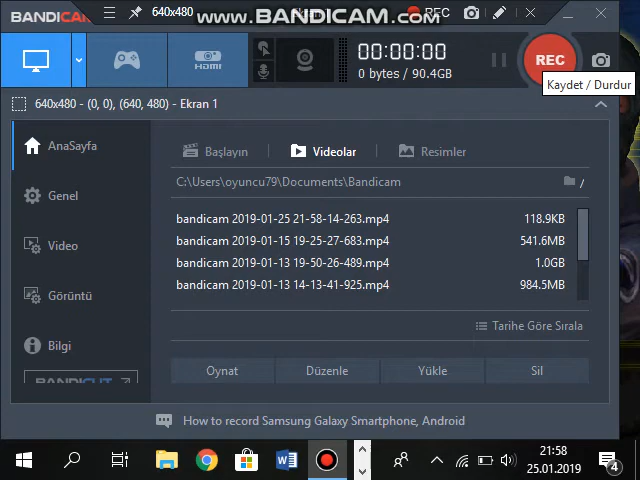 BANDICAM 640x480 WWW.BANDICAM.COM REC
HDMI
00:00:00
0 bytes / 90.4GB
REC
Kaydet / Durdur
640x480 - (0, 0), (640, 480) - Ekran 1
AnaSayfa
Genel
Video
Görüntü
Bilgi
BANDICUT
Başlayın
Videolar
Resimler
C:\Users\oyuncu79\Documents\Bandicam
/
bandicam 2019-01-25 21-58-14-263.mp4 118.9KB
bandicam 2019-01-15 19-25-27-683.mp4 541.6MB
bandicam 2019-01-13 19-50-26-489.mp4 1.0GB
bandicam 2019-01-13 14-13-41-925.mp4 984.5MB
Tarihe Göre Sırala
Oynat Düzenle Yükle Sil
How to record Samsung Galaxy Smartphone, Android
21:58
25.01.2019
4